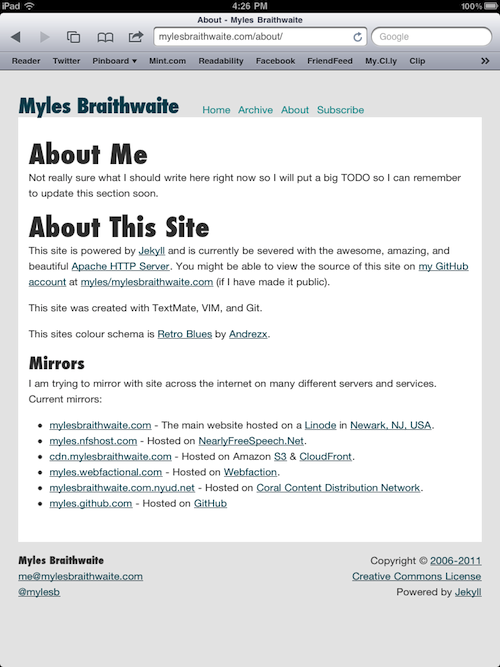 iPad 4:26 PM 100%
About - Myles Braithwaite
mylesbraithwaite.com/about/ Google
Reader Twitter Pinboard ▼ Mint.com Readability Facebook FriendFeed My.Cl.ly Clip »
Myles Braithwaite Home Archive About Subscribe
About Me
Not really sure what I should write here right now so I will put a big TODO so I can remember
to update this section soon.
About This Site
This site is powered by Jekyll and is currently be severed with the awesome, amazing, and
beautiful Apache HTTP Server. You might be able to view the source of this site on my GitHub
account at myles/mylesbraithwaite.com (if I have made it public).
This site was created with TextMate, VIM, and Git.
This sites colour schema is Retro Blues by Andrezx.
Mirrors
I am trying to mirror with site across the internet on many different servers and services.
Current mirrors:
• mylesbraithwaite.com - The main website hosted on a Linode in Newark, NJ, USA.
• myles.nfshost.com - Hosted on NearlyFreeSpeech.Net.
• cdn.mylesbraithwaite.com - Hosted on Amazon S3 & CloudFront.
• myles.webfactional.com - Hosted on Webfaction.
• mylesbraithwaite.com.nyud.net - Hosted on Coral Content Distribution Network.
• myles.github.com - Hosted on GitHub
Myles Braithwaite Copyright © 2006-2011
me@mylesbraithwaite.com Creative Commons License
@mylesb Powered by Jekyll